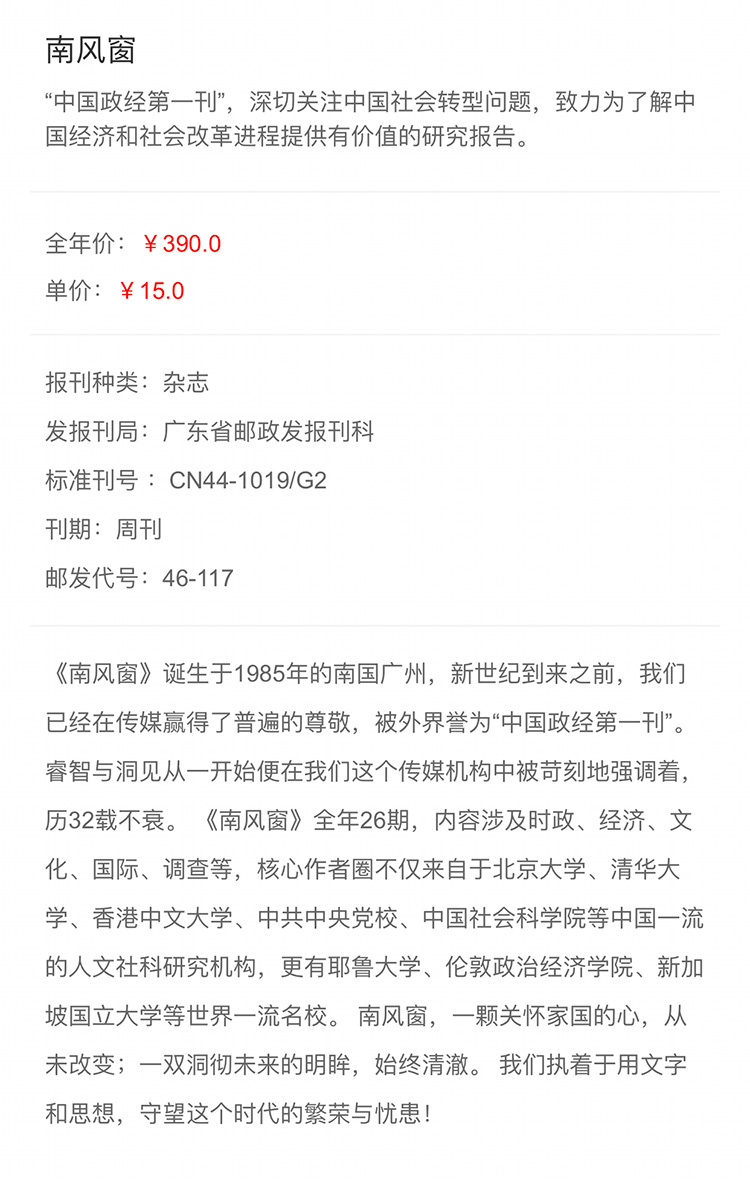 南风窗
“中国政经第一刊”，深切关注中国社会转型问题，致力为了解中
国经济和社会改革进程提供有价值的研究报告。
全年价：￥390.0
单价：￥15.0
报刊种类：杂志
发报刊局：广东省邮政发报刊科
标准刊号 ：CN44-1019/G2
刊期：周刊
邮发代号：46-117
《南风窗》诞生于1985年的南国广州，新世纪到来之前，我们
已经在传媒赢得了普遍的尊敬，被外界誉为“中国政经第一刊”。
睿智与洞见从一开始便在我们这个传媒机构中被苛刻地强调着，
历32载不衰。 《南风窗》全年26期，内容涉及时政、经济、文
化、国际、调查等，核心作者圈不仅来自于北京大学、清华大
学、香港中文大学、中共中央党校、中国社会科学院等中国一流
的人文社科研究机构，更有耶鲁大学、伦敦政治经济学院、新加
坡国立大学等世界一流名校。 南风窗，一颗关怀家国的心，从
未改变；一双洞彻未来的明眸，始终清澈。 我们执着于用文字
和思想，守望这个时代的繁荣与忧患！